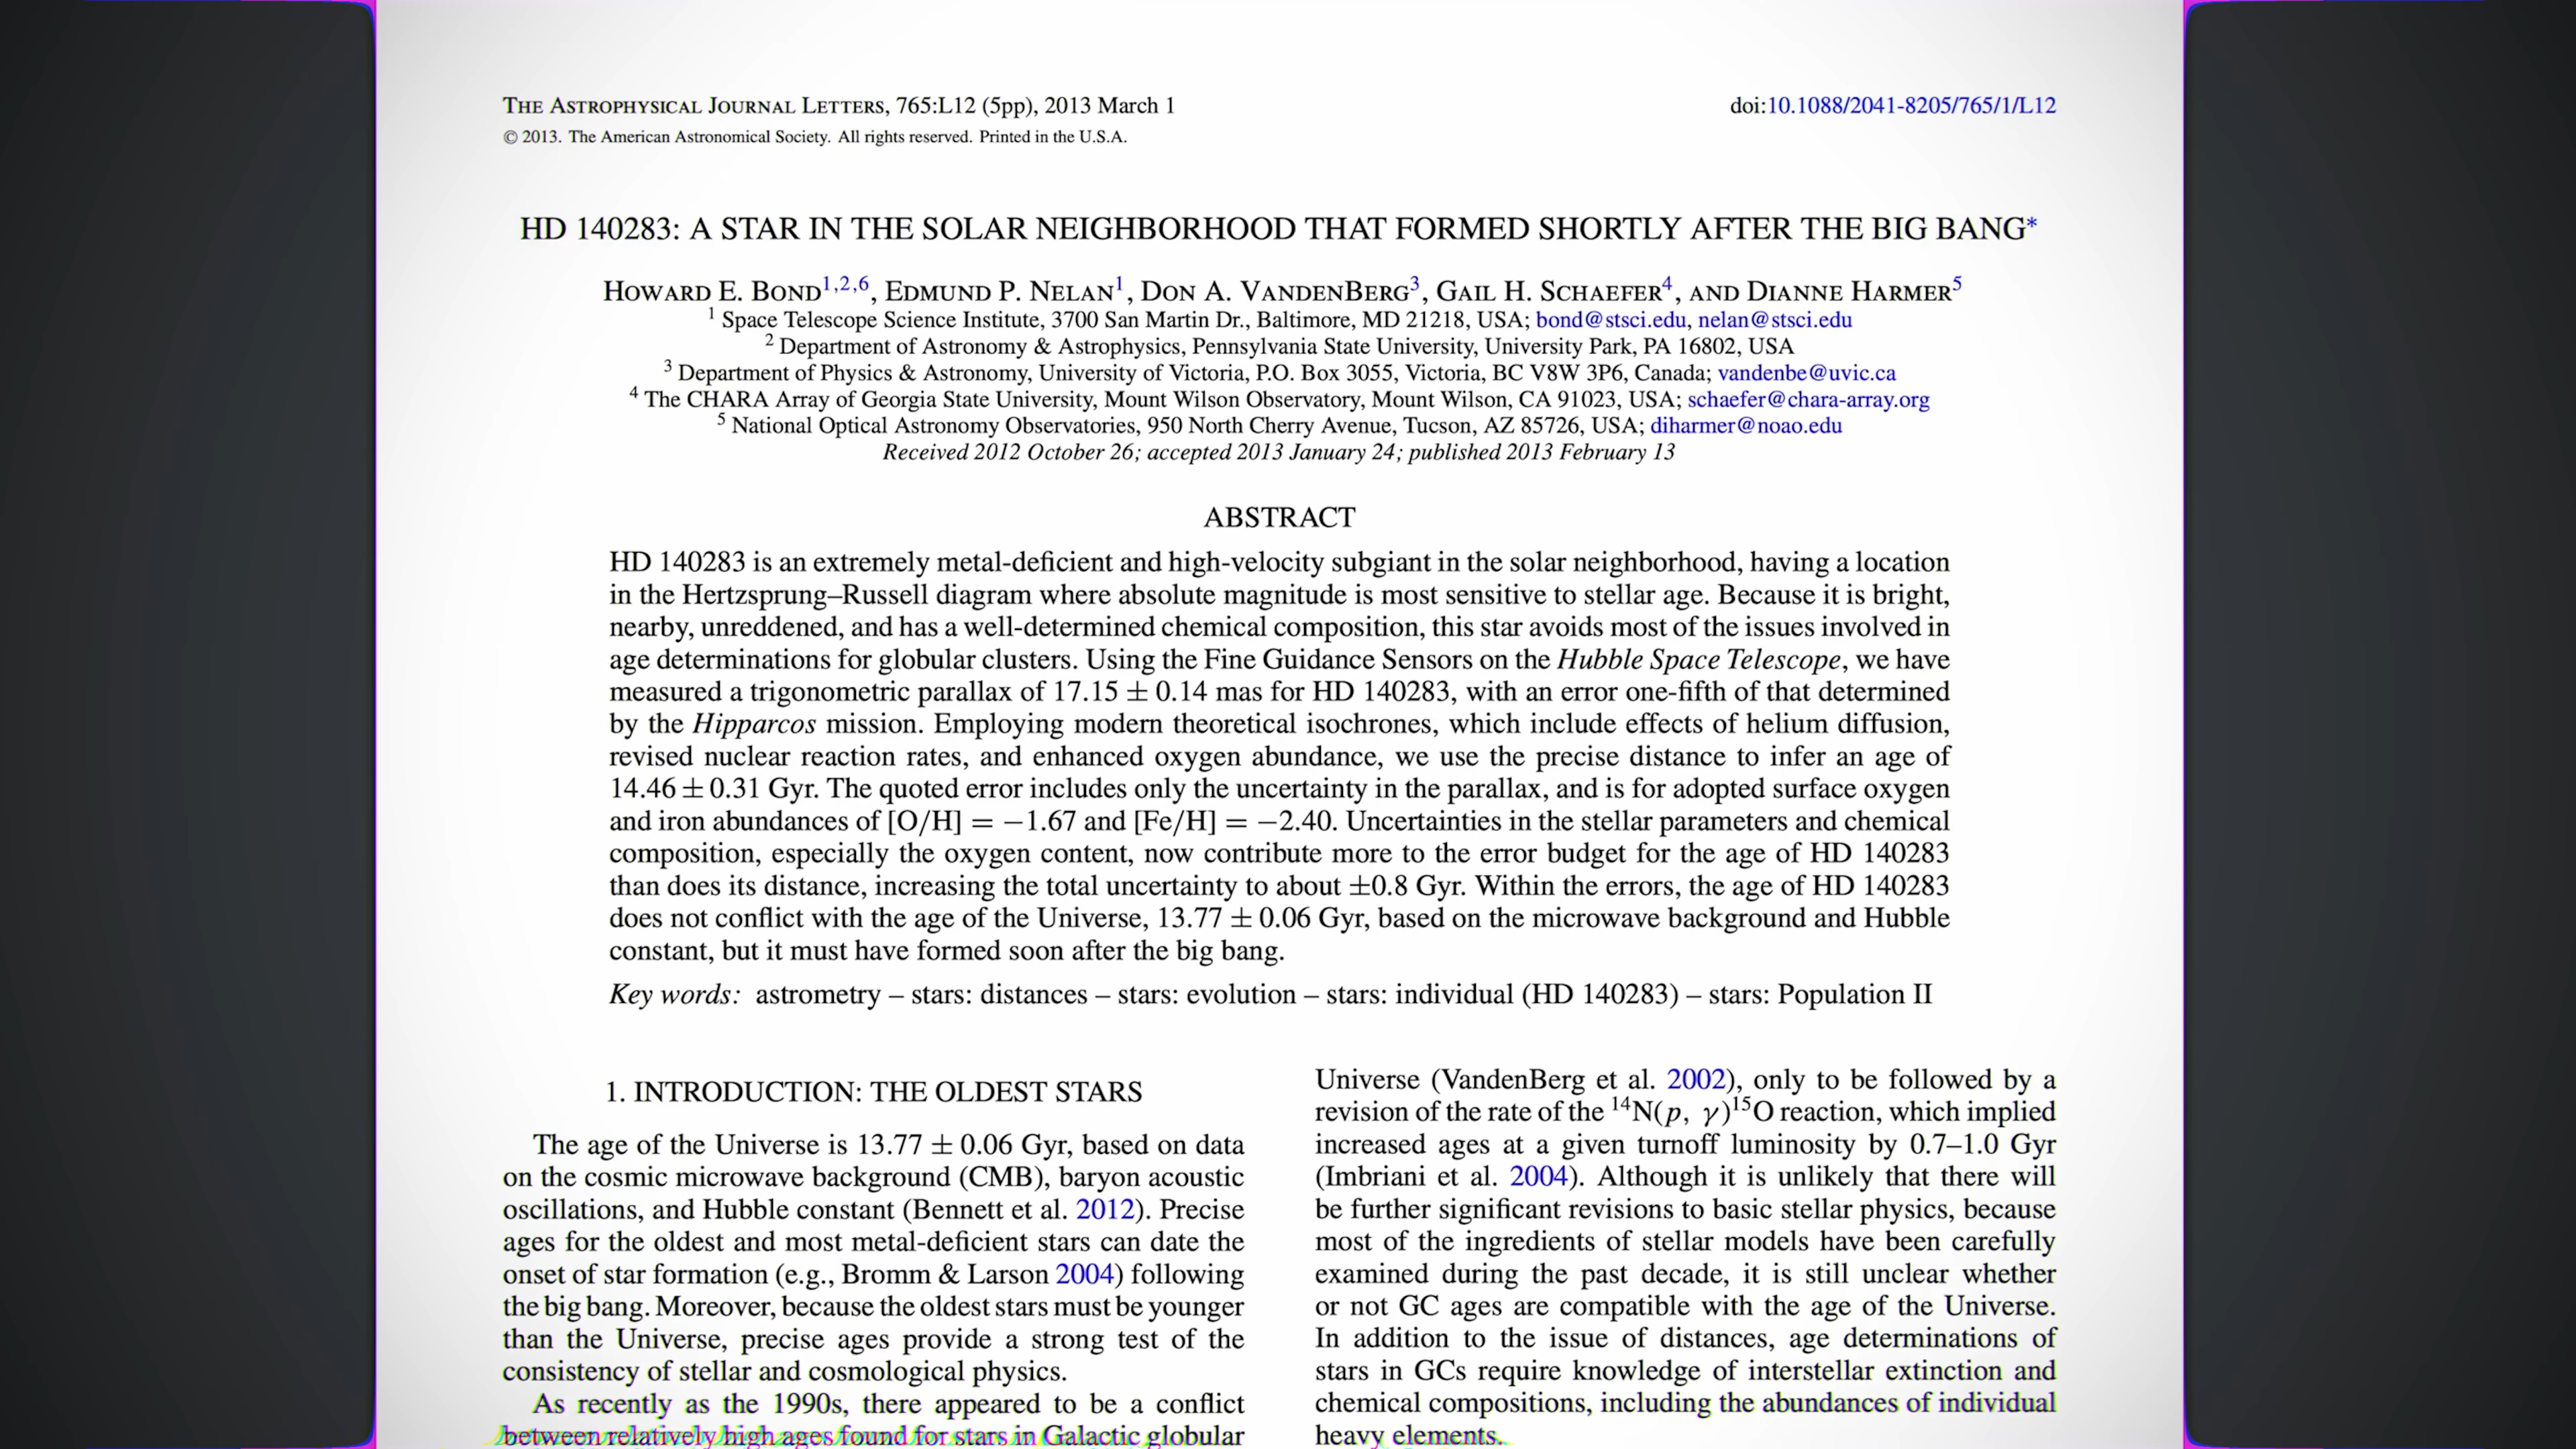 THE ASTROPHYSICAL JOURNAL LETTERS, 765:L12 (5pp), 2013 March 1
doi:10.1088/2041-8205/765/1/L12
© 2013. The American Astronomical Society. All rights reserved. Printed in the U.S.A.
HD 140283: A STAR IN THE SOLAR NEIGHBORHOOD THAT FORMED SHORTLY AFTER THE BIG BANG*
HOWARD E. BOND1,2,6, EDMUND P. NELAN1, DON A. VANDENBERG3, GAIL H. SCHAEFER4, AND DIANNE HARMER5
1 Space Telescope Science Institute, 3700 San Martin Dr., Baltimore, MD 21218, USA; bond@stsci.edu, nelan@stsci.edu
2 Department of Astronomy & Astrophysics, Pennsylvania State University, University Park, PA 16802, USA
3 Department of Physics & Astronomy, University of Victoria, P.O. Box 3055, Victoria, BC V8W 3P6, Canada; vandenbe@uvic.ca
4 The CHARA Array of Georgia State University, Mount Wilson Observatory, Mount Wilson, CA 91023, USA; schaefer@chara-array.org
5 National Optical Astronomy Observatories, 950 North Cherry Avenue, Tucson, AZ 85726, USA; diharmer@noao.edu
Received 2012 October 26; accepted 2013 January 24; published 2013 February 13
ABSTRACT
HD 140283 is an extremely metal-deficient and high-velocity subgiant in the solar neighborhood, having a location
in the Hertzsprung–Russell diagram where absolute magnitude is most sensitive to stellar age. Because it is bright,
nearby, unreddened, and has a well-determined chemical composition, this star avoids most of the issues involved in
age determinations for globular clusters. Using the Fine Guidance Sensors on the Hubble Space Telescope, we have
measured a trigonometric parallax of 17.15 ± 0.14 mas for HD 140283, with an error one-fifth of that determined
by the Hipparcos mission. Employing modern theoretical isochrones, which include effects of helium diffusion,
revised nuclear reaction rates, and enhanced oxygen abundance, we use the precise distance to infer an age of
14.46 ± 0.31 Gyr. The quoted error includes only the uncertainty in the parallax, and is for adopted surface oxygen
and iron abundances of [O/H] = −1.67 and [Fe/H] = −2.40. Uncertainties in the stellar parameters and chemical
composition, especially the oxygen content, now contribute more to the error budget for the age of HD 140283
than does its distance, increasing the total uncertainty to about ±0.8 Gyr. Within the errors, the age of HD 140283
does not conflict with the age of the Universe, 13.77 ± 0.06 Gyr, based on the microwave background and Hubble
constant, but it must have formed soon after the big bang.
Key words: astrometry – stars: distances – stars: evolution – stars: individual (HD 140283) – stars: Population II
1. INTRODUCTION: THE OLDEST STARS
The age of the Universe is 13.77 ± 0.06 Gyr, based on data
on the cosmic microwave background (CMB), baryon acoustic
oscillations, and Hubble constant (Bennett et al. 2012). Precise
ages for the oldest and most metal-deficient stars can date the
onset of star formation (e.g., Bromm & Larson 2004) following
the big bang. Moreover, because the oldest stars must be younger
than the Universe, precise ages provide a strong test of the
consistency of stellar and cosmological physics.
As recently as the 1990s, there appeared to be a conflict
between relatively high ages found for stars in Galactic globular
Universe (VandenBerg et al. 2002), only to be followed by a
revision of the rate of the 14N(p, γ)15O reaction, which implied
increased ages at a given turnoff luminosity by 0.7–1.0 Gyr
(Imbriani et al. 2004). Although it is unlikely that there will
be further significant revisions to basic stellar physics, because
most of the ingredients of stellar models have been carefully
examined during the past decade, it is still unclear whether
or not GC ages are compatible with the age of the Universe.
In addition to the issue of distances, age determinations of
stars in GCs require knowledge of interstellar extinction and
chemical compositions, including the abundances of individual
heavy elements.